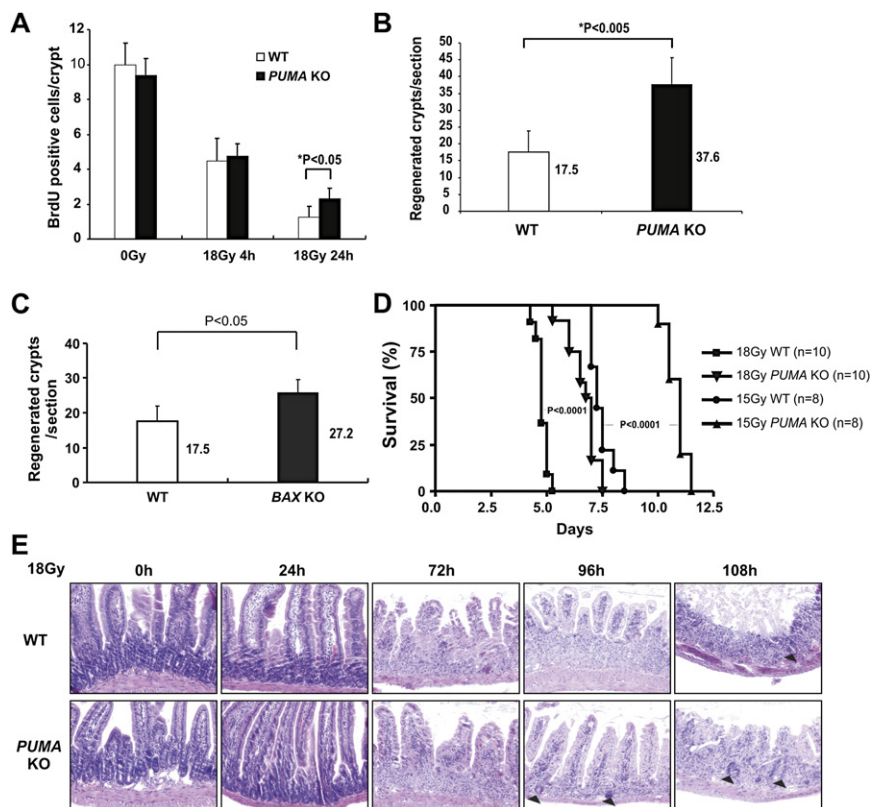 A
BrdU positive cells/crypt
12
10
8
6
4
2
0
WT
PUMA KO
*P<0.05
0Gy
18Gy 4h
18Gy 24h
B
*P<0.005
Regenerated crypts/section
50
45
40
35
30
25
20
15
10
5
0
17.5
37.6
WT
PUMA KO
C
P<0.05
Regenerated crypts
/section
40
30
20
10
0
17.5
27.2
WT
BAX KO
D
Survival (%)
100
75
50
25
0
P<0.0001
P<0.0001
0.0
2.5
5.0
7.5
10.0
12.5
Days
18Gy WT (n=10)
18Gy PUMA KO (n=10)
15Gy WT (n=8)
15Gy PUMA KO (n=8)
E
18Gy
0h
24h
72h
96h
108h
WT
PUMA
KO